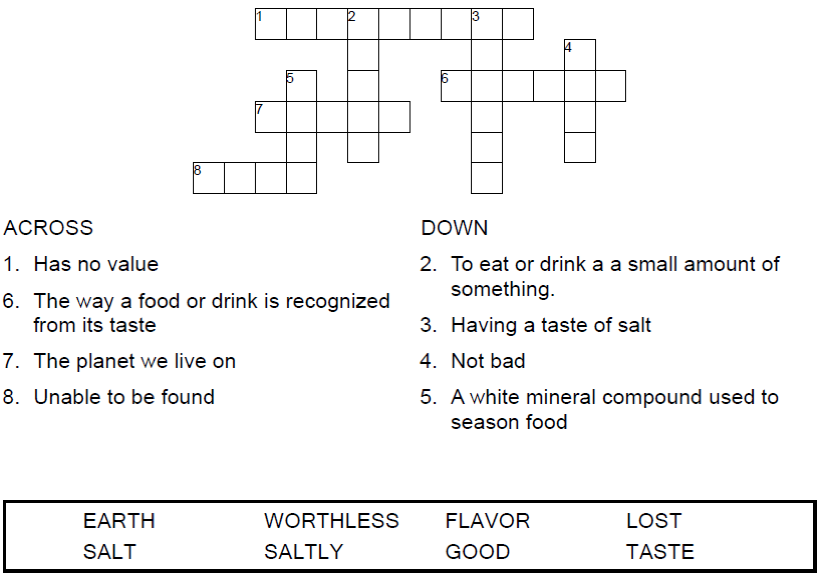 1 2 3
4
5 6
7
8
ACROSS
1. Has no value
6. The way a food or drink is recognized
from its taste
7. The planet we live on
8. Unable to be found
DOWN
2. To eat or drink a a small amount of
something.
3. Having a taste of salt
4. Not bad
5. A white mineral compound used to
season food
EARTH WORTHLESS FLAVOR LOST
SALT SALTLY GOOD TASTE